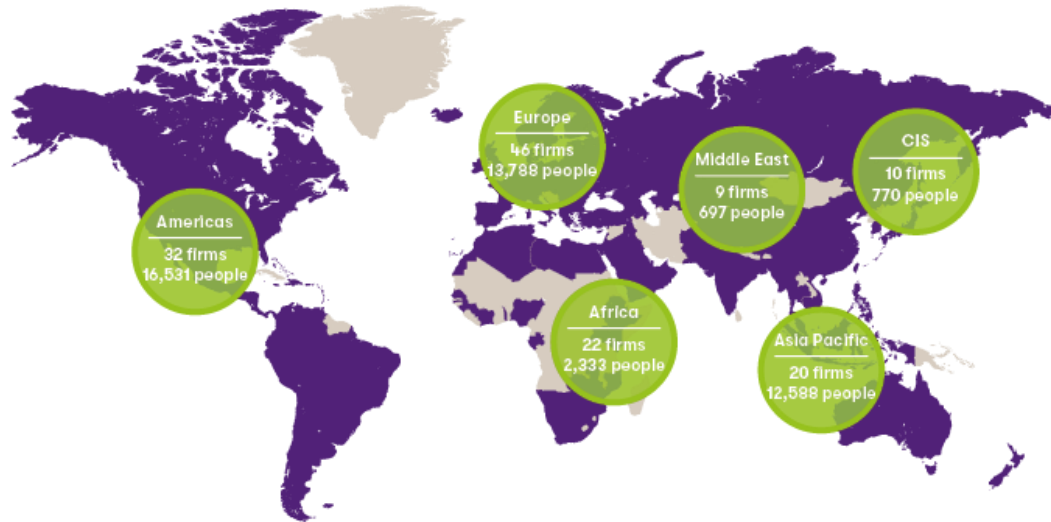 Europe
46 firms
13,788 people
CIS
10 firms
770 people
Middle East
9 firms
697 people
Americas
32 firms
16,531 people
Africa
22 firms
2,333 people
Asia Pacific
20 firms
12,588 people